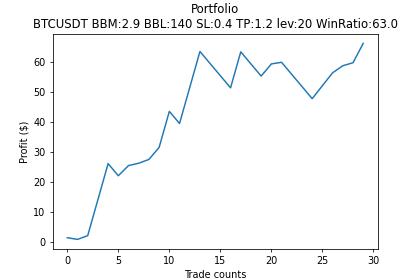 Portfolio
BTCUSDT BBM:2.9 BBL:140 SL:0.4 TP:1.2 lev:20 WinRatio:63.0
60
50
40
30
20
10
0
Profit ($)
0 5 10 15 20 25 30
Trade counts